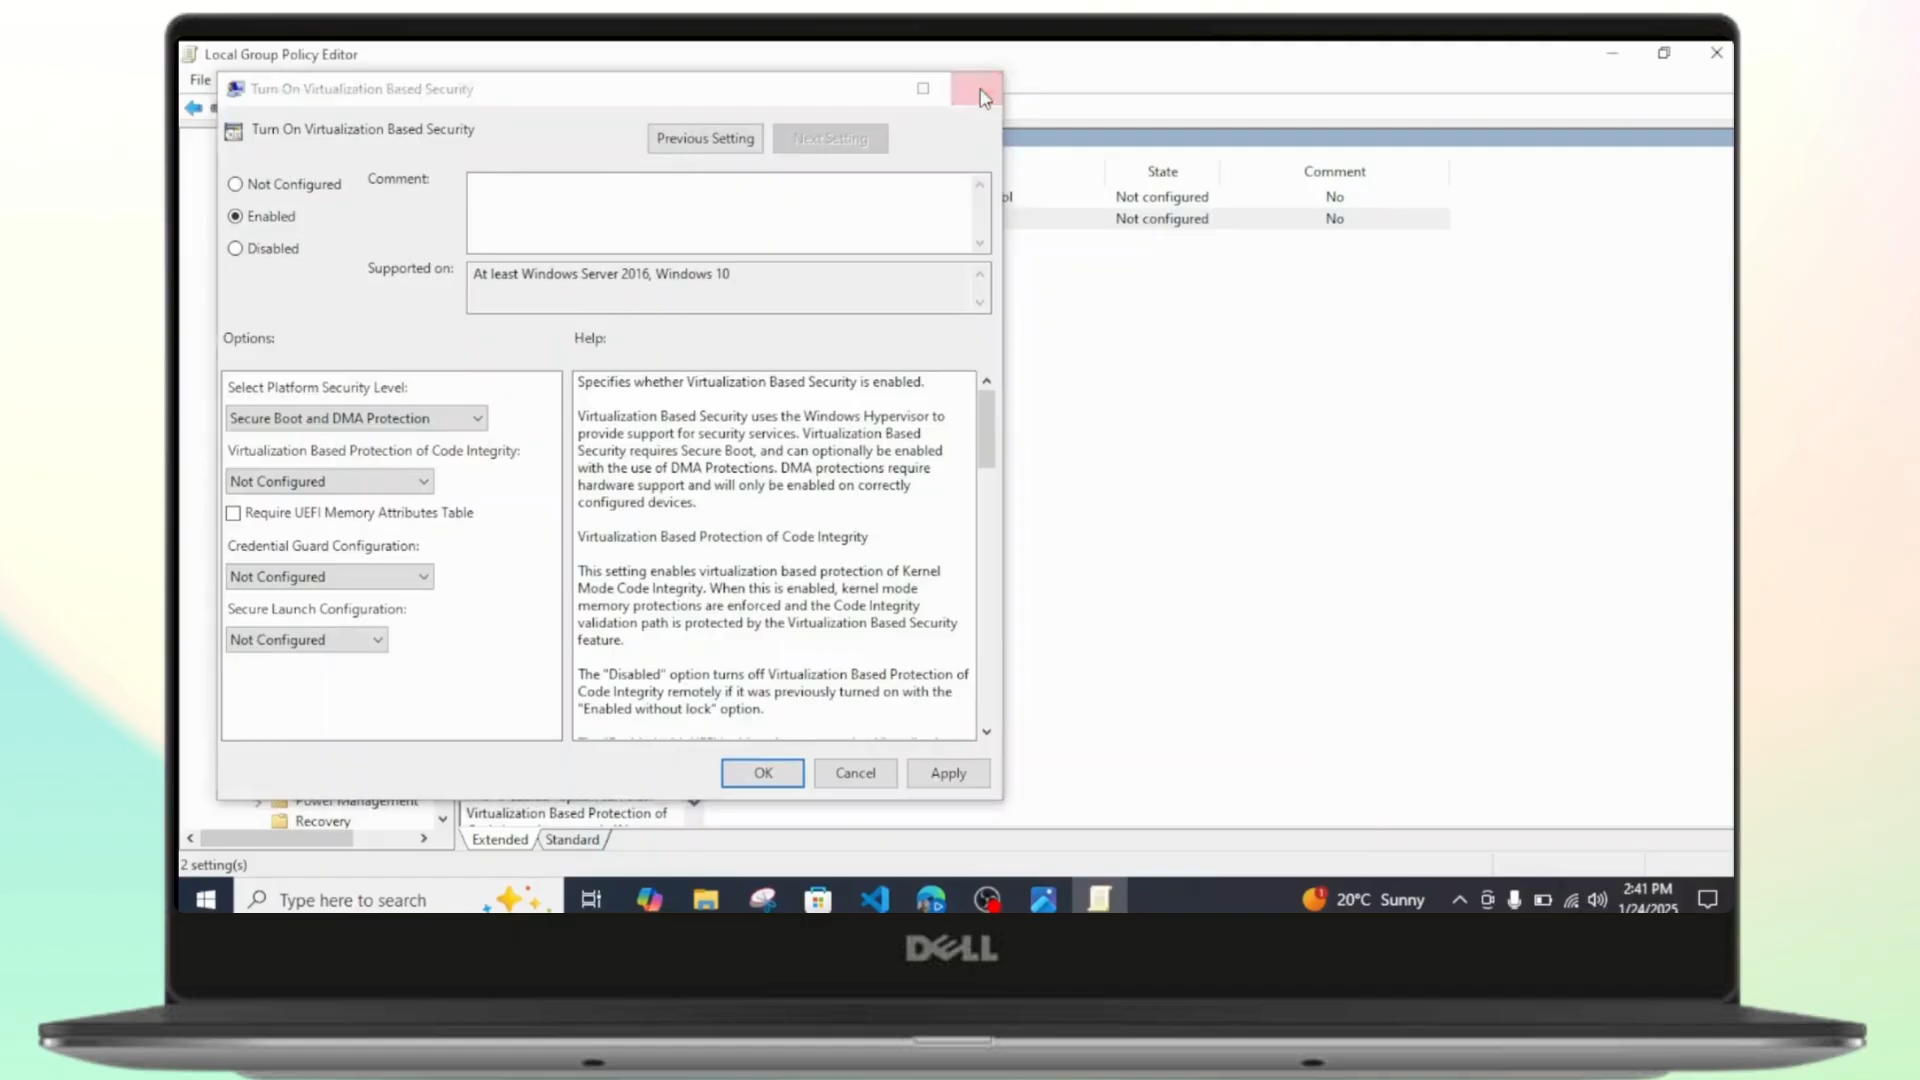 Local Group Policy Editor
File
Turn On Virtualization Based Security
Turn On Virtualization Based Security
Previous Setting
Next Setting
Not Configured
Enabled
Disabled
Comment:
Supported on:
At least Windows Server 2016, Windows 10
State
Comment
Not configured
No
Not configured
No
Options:
Help:
Select Platform Security Level:
Secure Boot and DMA Protection
Virtualization Based Protection of Code Integrity:
Not Configured
Require UEFI Memory Attributes Table
Credential Guard Configuration:
Not Configured
Secure Launch Configuration:
Not Configured
Specifies whether Virtualization Based Security is enabled.
Virtualization Based Security uses the Windows Hypervisor to
provide support for security services. Virtualization Based
Security requires Secure Boot, and can optionally be enabled
with the use of DMA Protections. DMA protections require
hardware support and will only be enabled on correctly
configured devices.
Virtualization Based Protection of Code Integrity
This setting enables virtualization based protection of Kernel
Mode Code Integrity. When this is enabled, kernel mode
memory protections are enforced and the Code Integrity
validation path is protected by the Virtualization Based Security
feature.
The "Disabled" option turns off Virtualization Based Protection of
Code Integrity remotely if it was previously turned on with the
"Enabled without lock" option.
OK
Cancel
Apply
Power Management
Recovery
Virtualization Based Protection of
Extended
Standard
2 setting(s)
Type here to search
20°C Sunny
2:41 PM
1/24/2025
DELL